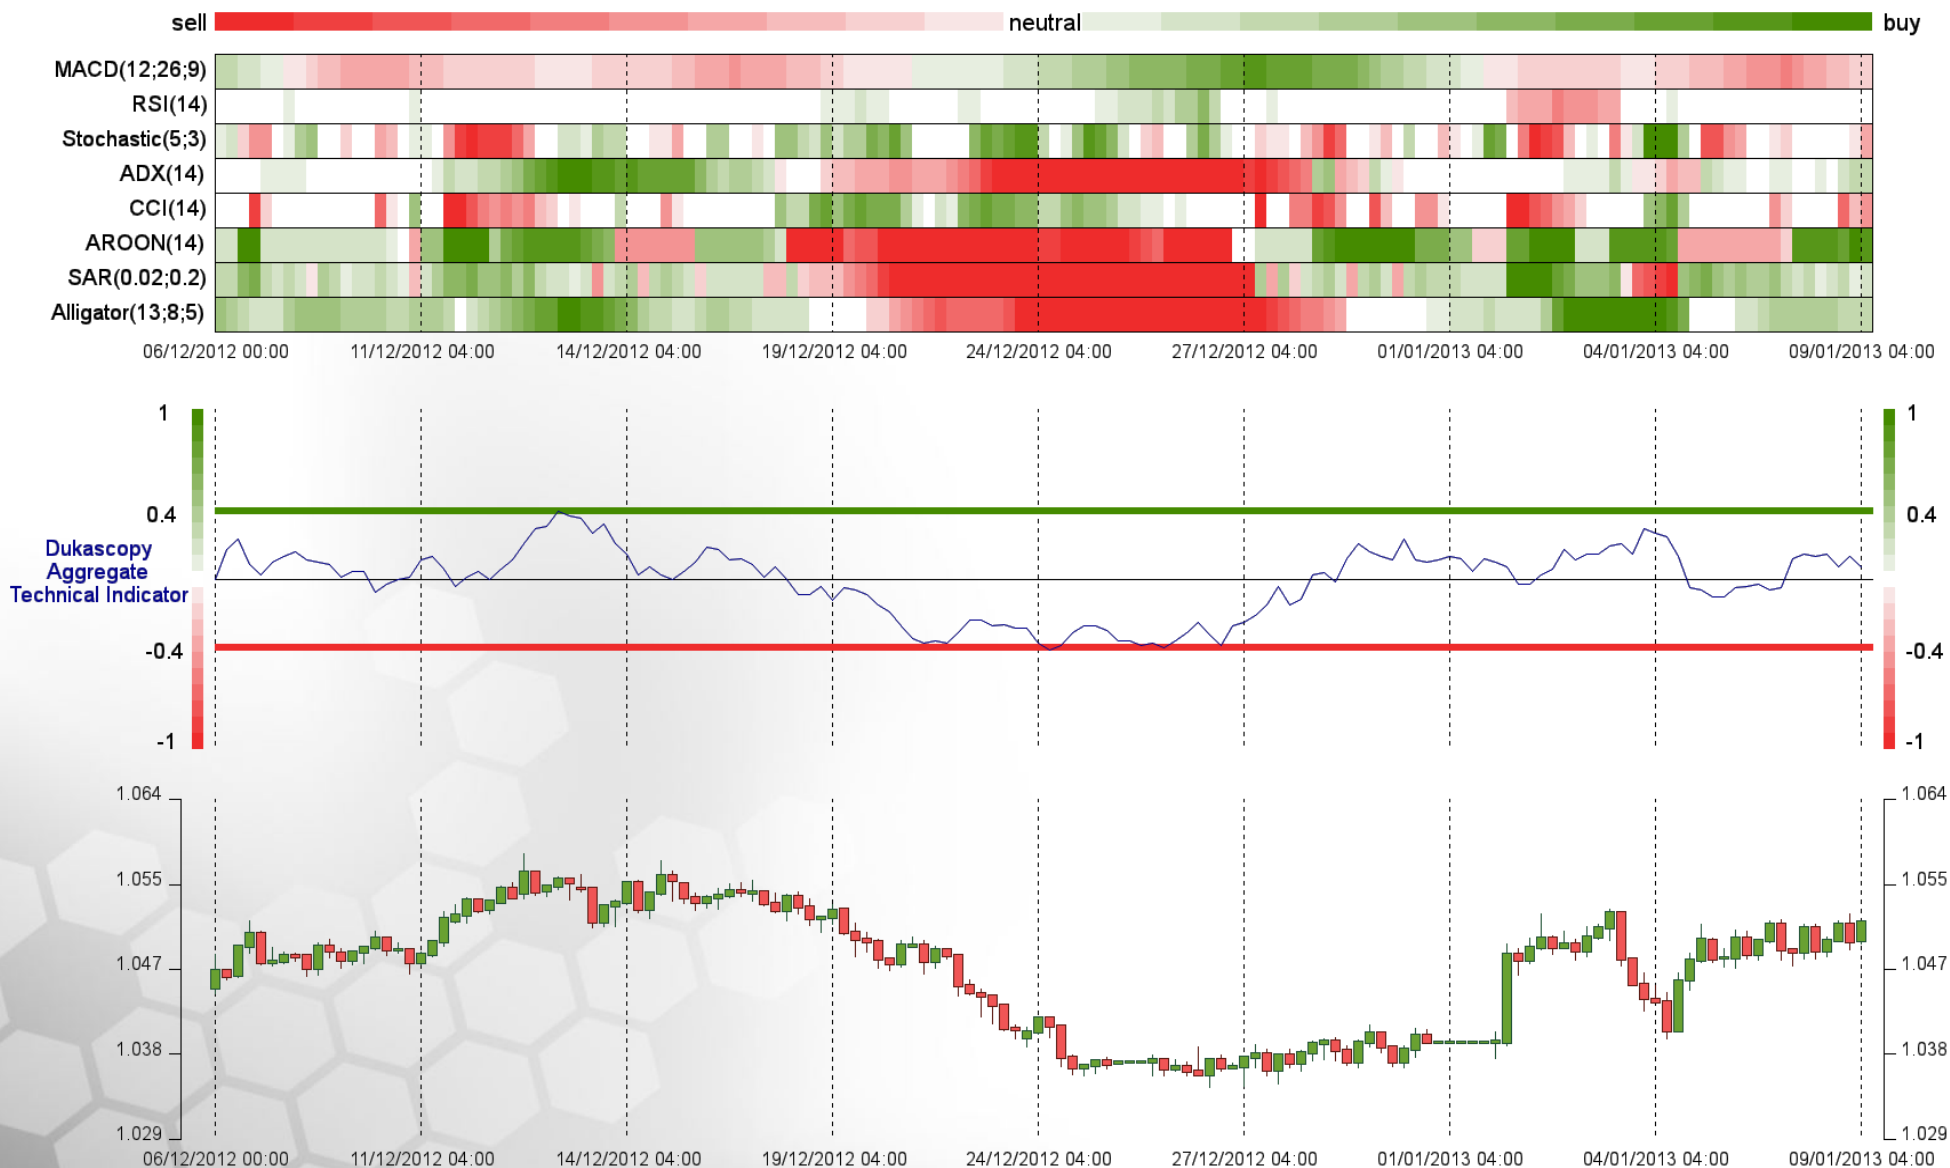 sell neutral buy
MACD(12;26;9)
RSI(14)
Stochastic(5;3)
ADX(14)
CCI(14)
AROON(14)
SAR(0.02;0.2)
Alligator(13;8;5)
06/12/2012 00:00 11/12/2012 04:00 14/12/2012 04:00 19/12/2012 04:00 24/12/2012 04:00 27/12/2012 04:00 01/01/2013 04:00 04/01/2013 04:00 09/01/2013 04:00
1 1
0.4 0.4
Dukascopy
Aggregate
Technical Indicator
-0.4 -0.4
-1 -1
1.064 1.064
1.055 1.055
1.047 1.047
1.038 1.038
1.029 1.029
06/12/2012 00:00 11/12/2012 04:00 14/12/2012 04:00 19/12/2012 04:00 24/12/2012 04:00 27/12/2012 04:00 01/01/2013 04:00 04/01/2013 04:00 09/01/2013 04:00